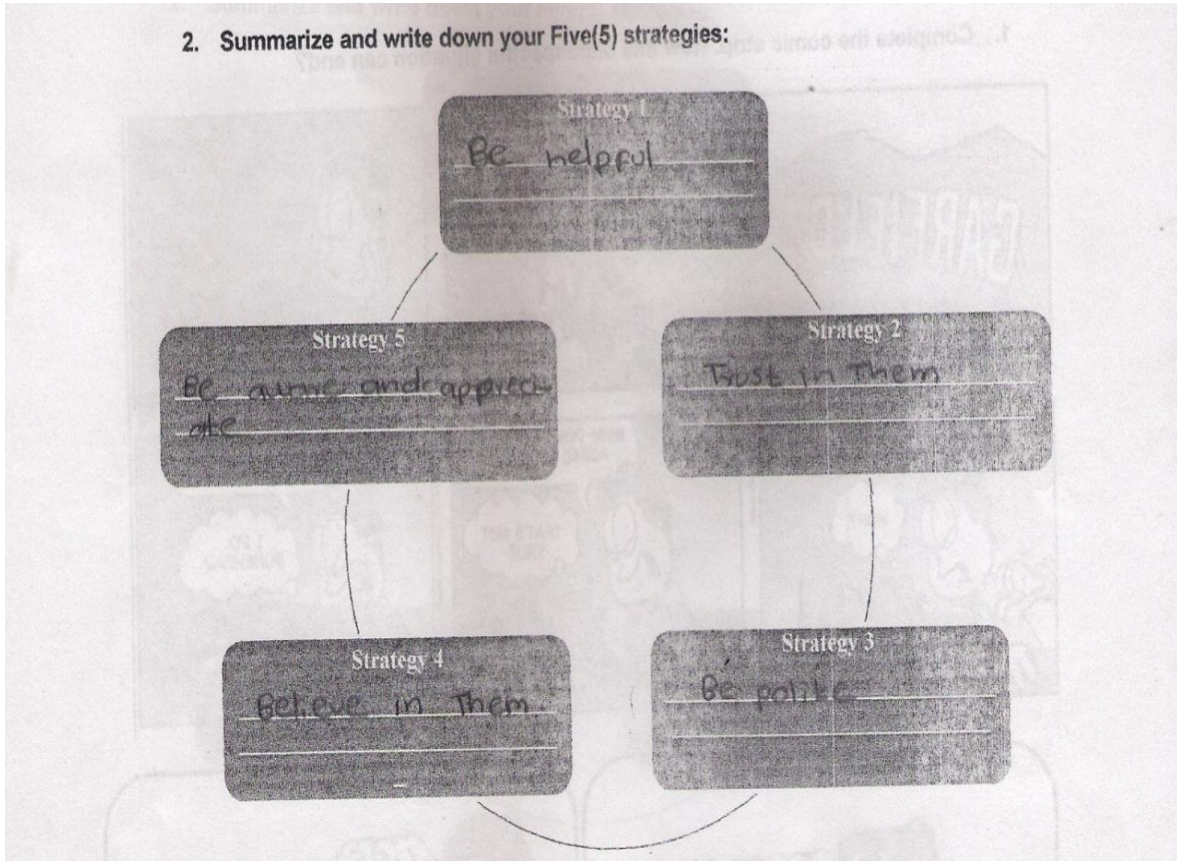 2. Summarize and write down your Five(5) strategies:
Strategy 1
Be helpful
Strategy 5
Be and appreci-
ate
Strategy 2
Trust in Them
Strategy 4
Believe in Them.
Strategy 3
Be polite